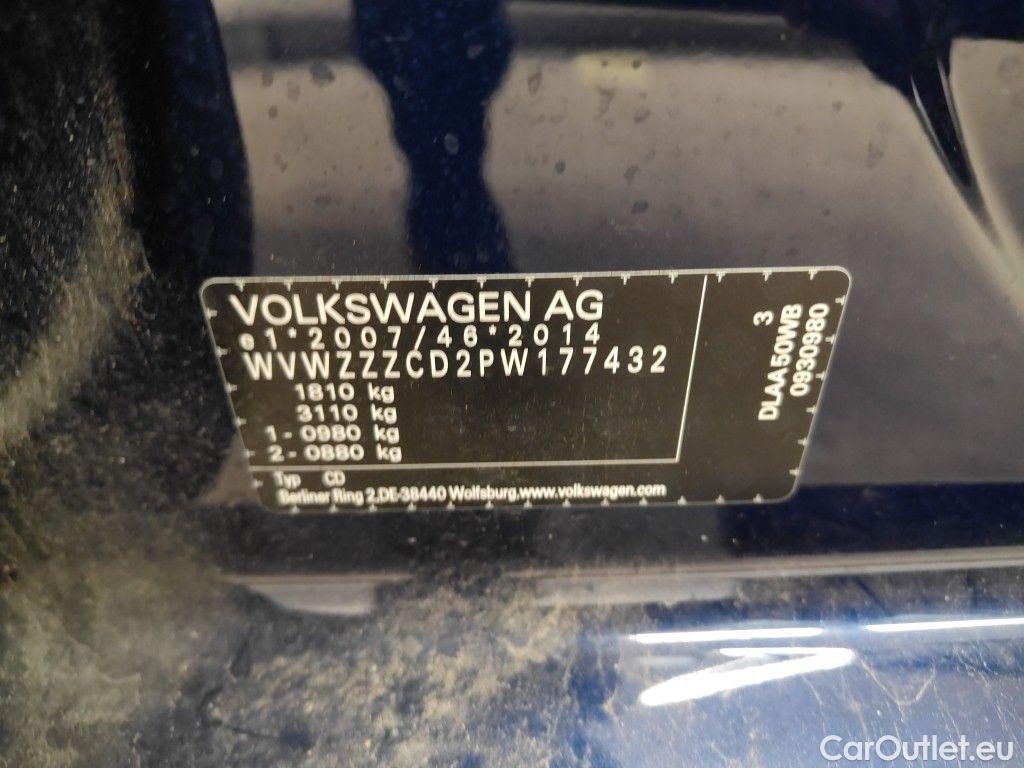 VOLKSWAGEN AG
e1*2007/46*2014
WVWZZZCD2PW177432
1810 kg
3110 kg
1- 0980 kg
2- 0880 kg
Typ CD
Berliner Ring 2,DE-38440 Wolfsburg,www.volkswagen.com
3
DLAA50WB
0930980
CarOutlet.eu